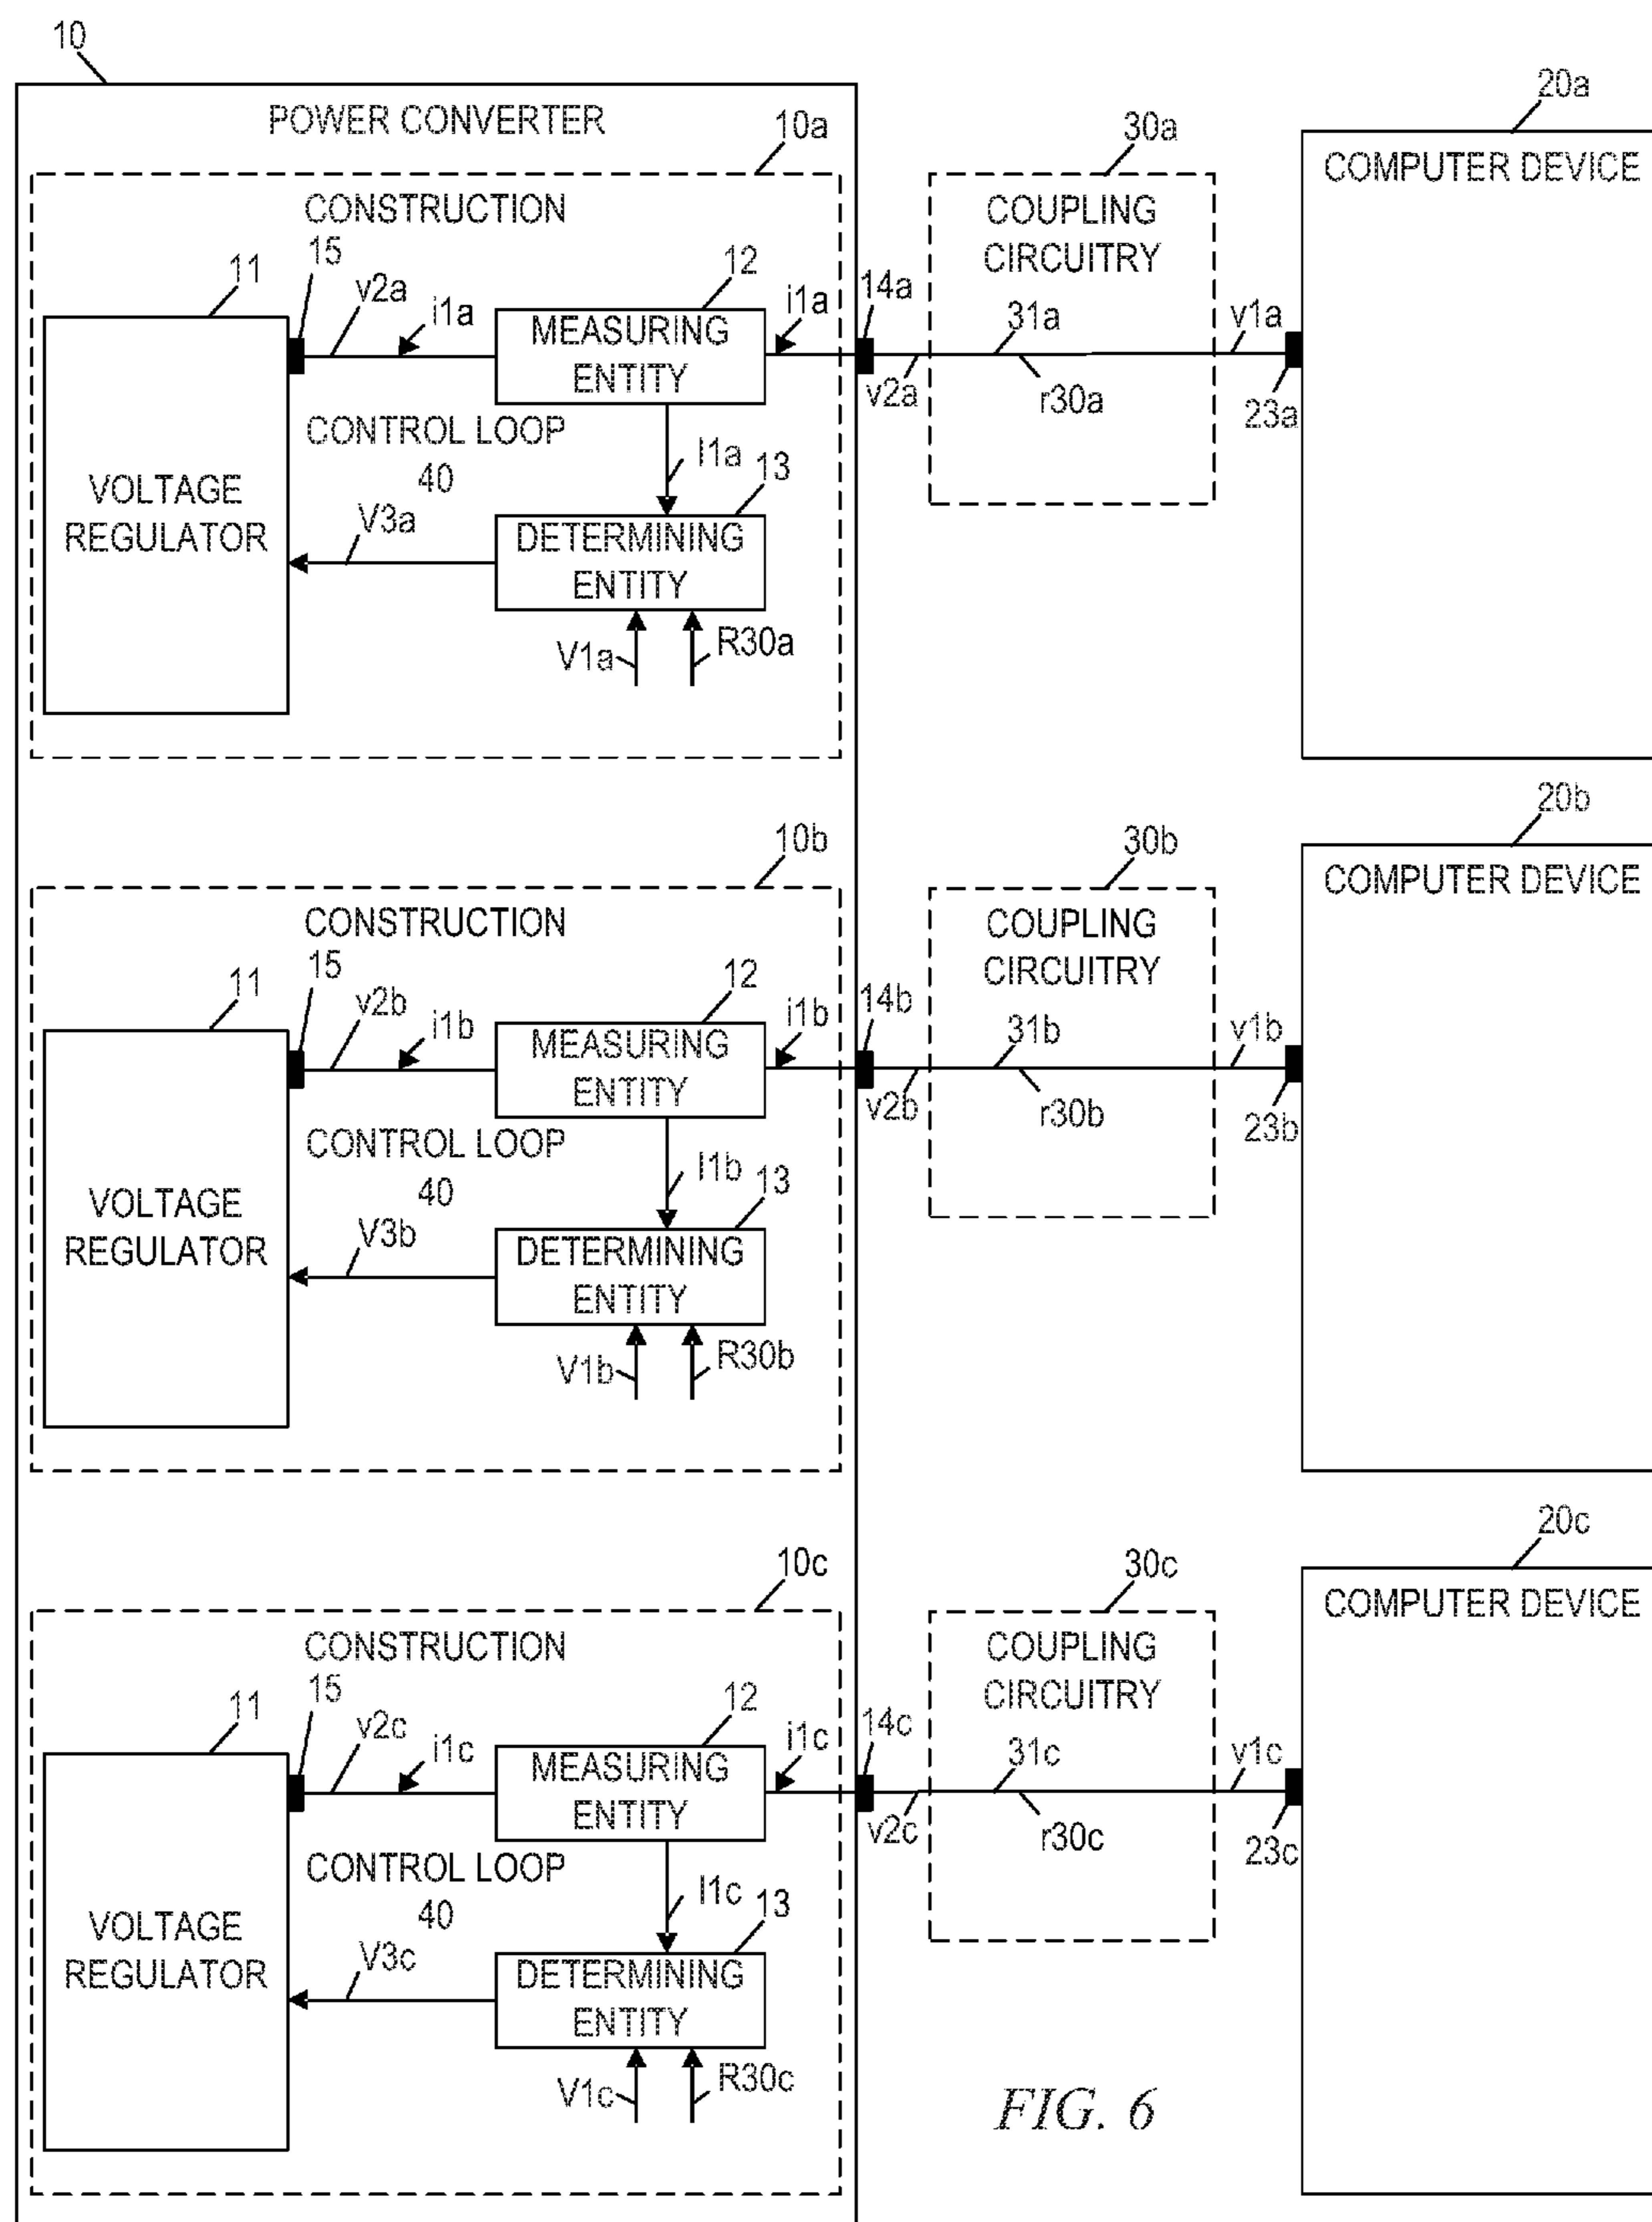 10
POWER CONVERTER
10a
CONSTRUCTION
15
11
v2a
i1a
12
MEASURING
ENTITY
i1a
14a
v2a
30a
COUPLING
CIRCUITRY
31a
r30a
v1a
23a
20a
COMPUTER DEVICE
CONTROL LOOP
40
VOLTAGE
REGULATOR
I1a
13
V3a
DETERMINING
ENTITY
V1a
R30a
10b
CONSTRUCTION
15
11
v2b
i1b
12
MEASURING
ENTITY
i1b
14b
v2b
30b
COUPLING
CIRCUITRY
31b
r30b
v1b
23b
20b
COMPUTER DEVICE
CONTROL LOOP
40
VOLTAGE
REGULATOR
I1b
13
V3b
DETERMINING
ENTITY
V1b
R30b
10c
CONSTRUCTION
15
11
v2c
i1c
12
MEASURING
ENTITY
i1c
14c
v2c
30c
COUPLING
CIRCUITRY
31c
r30c
v1c
23c
20c
COMPUTER DEVICE
CONTROL LOOP
40
VOLTAGE
REGULATOR
I1c
13
V3c
DETERMINING
ENTITY
V1c
R30c
FIG. 6